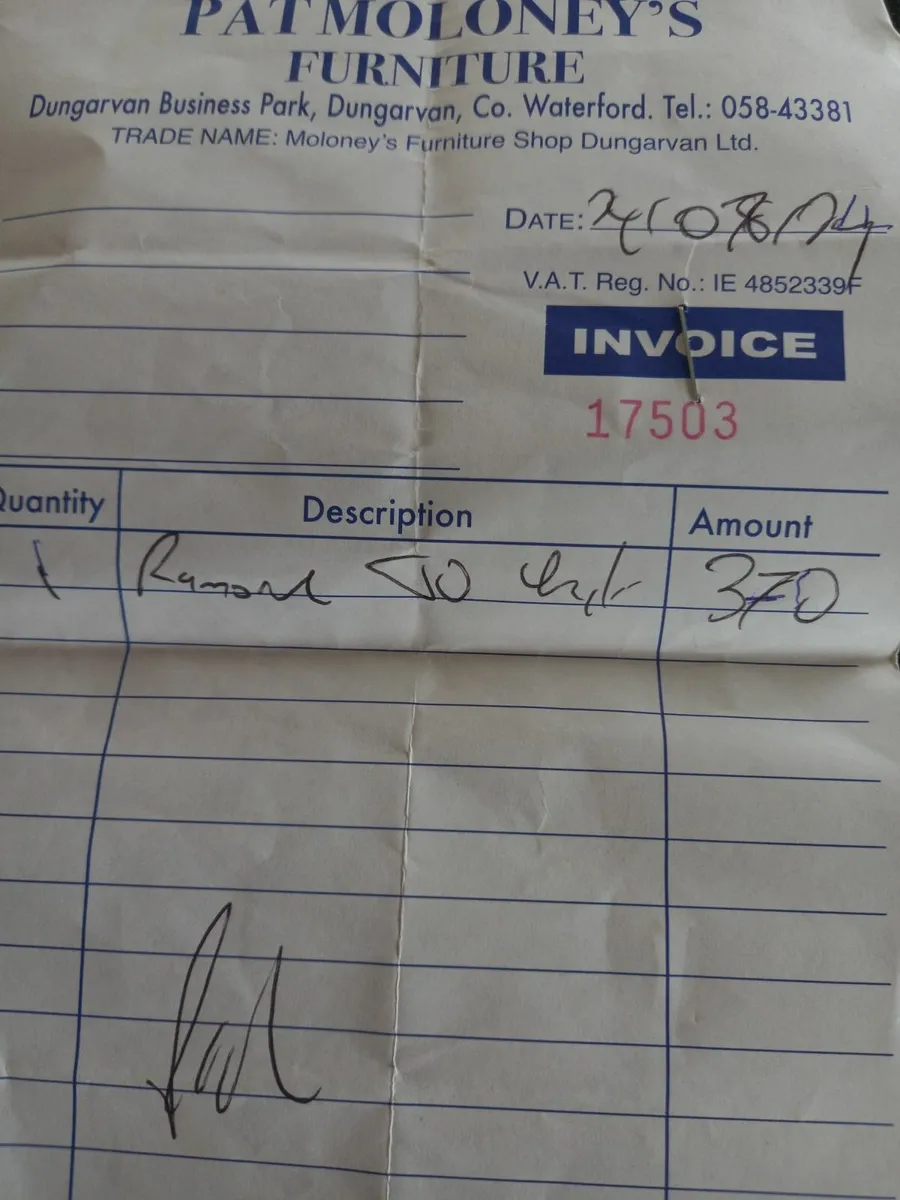 PAT MOLONEY'S
FURNITURE
Dungarvan Business Park, Dungarvan, Co. Waterford. Tel.: 058-43381
TRADE NAME: Moloney's Furniture Shop Dungarvan Ltd.
DATE:
V.A.T. Reg. No.: IE 4852339F
INVOICE
17503
Quantity Description Amount
1 370